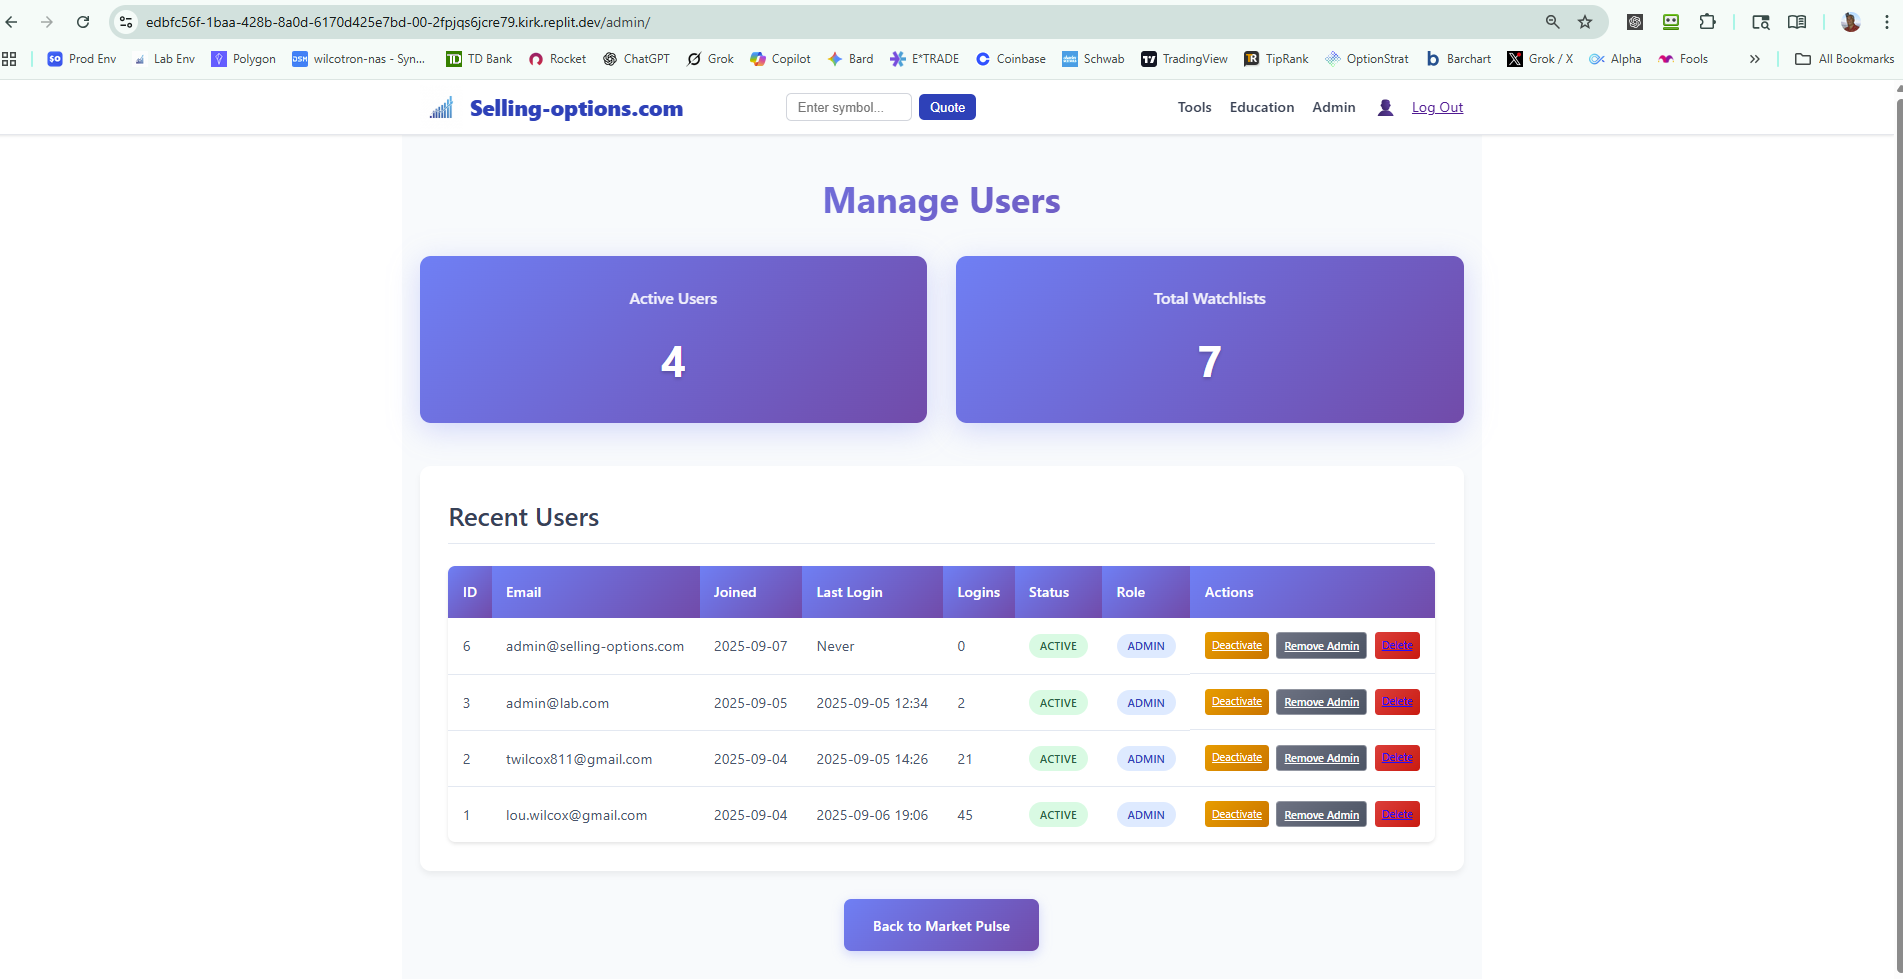 edbfc56f-1baa-428b-8a0d-6170d425e7bd-00-2fpjqs6jcre79.kirk.replit.dev/admin/
Prod Env Lab Env Polygon wilcotron-nas - Syn... TD Bank Rocket ChatGPT Grok Copilot Bard E*TRADE Coinbase Schwab TradingView TipRank OptionStrat Barchart Grok / X Alpha Fools » All Bookmarks
Selling-options.com Enter symbol... Quote Tools Education Admin Log Out
Manage Users
Active Users Total Watchlists
4 7
Recent Users
ID Email Joined Last Login Logins Status Role Actions
6 admin@selling-options.com 2025-09-07 Never 0 ACTIVE ADMIN Deactivate Remove Admin Delete
3 admin@lab.com 2025-09-05 2025-09-05 12:34 2 ACTIVE ADMIN Deactivate Remove Admin Delete
2 twilcox811@gmail.com 2025-09-04 2025-09-05 14:26 21 ACTIVE ADMIN Deactivate Remove Admin Delete
1 lou.wilcox@gmail.com 2025-09-04 2025-09-06 19:06 45 ACTIVE ADMIN Deactivate Remove Admin Delete
Back to Market Pulse